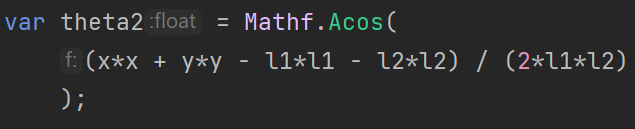 var theta2:float = Mathf.Acos(
f:(x*x + y*y - l1*l1 - l2*l2) / (2*l1*l2)
);